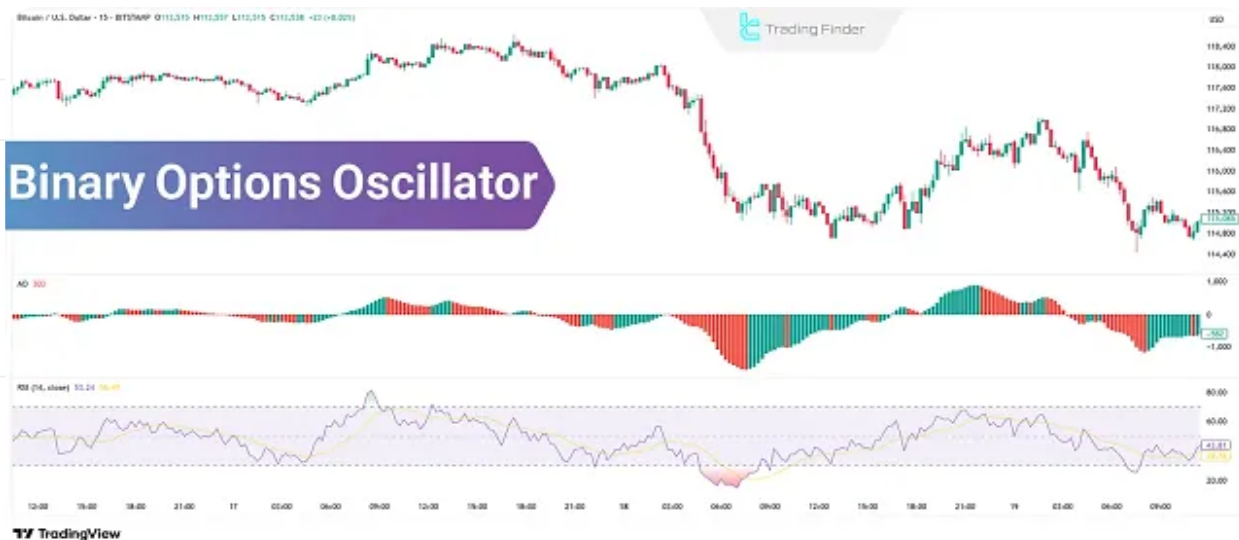 Bitcoin / U.S. Dollar · 15 · BITSTAMP
USD
Trading Finder
118,400
118,000
117,600
117,200
116,800
116,400
116,000
115,600
115,200
114,800
114,400
Binary Options Oscillator
AO
1,000
0
-1,000
RSI (14, close)
80.00
60.00
20.00
12:00 15:00 18:00 21:00 17 03:00 06:00 09:00 12:00 15:00 18:00 21:00 18 03:00 06:00 09:00 12:00 15:00 18:00 21:00 19 03:00 06:00 09:00
TradingView